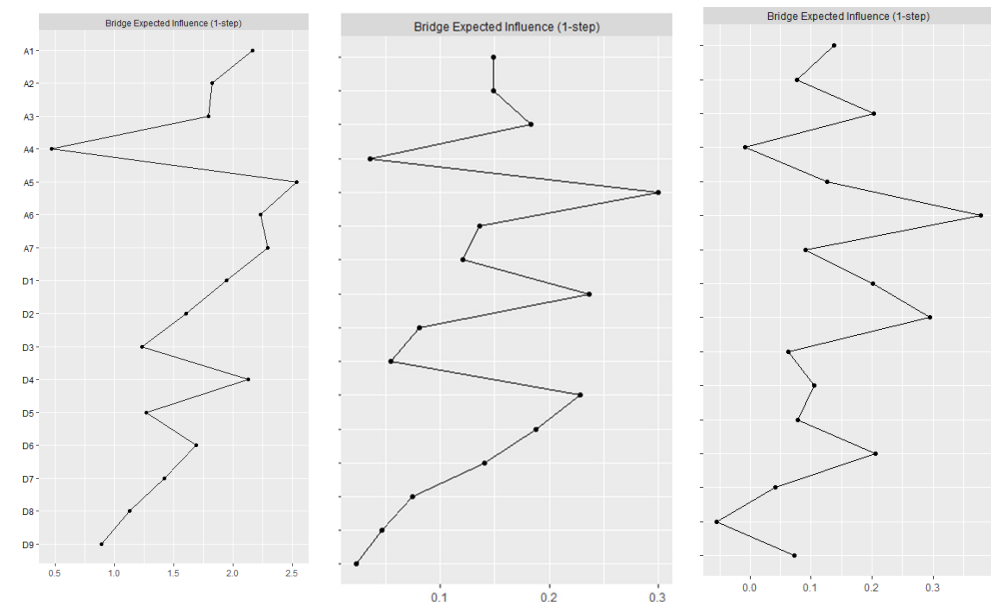 Bridge Expected Influence (1-step)
A1
A2
A3
A4
A5
A6
A7
D1
D2
D3
D4
D5
D6
D7
D8
D9
0.5 1.0 1.5 2.0 2.5
Bridge Expected Influence (1-step)
0.1 0.2 0.3
Bridge Expected Influence (1-step)
0.0 0.1 0.2 0.3